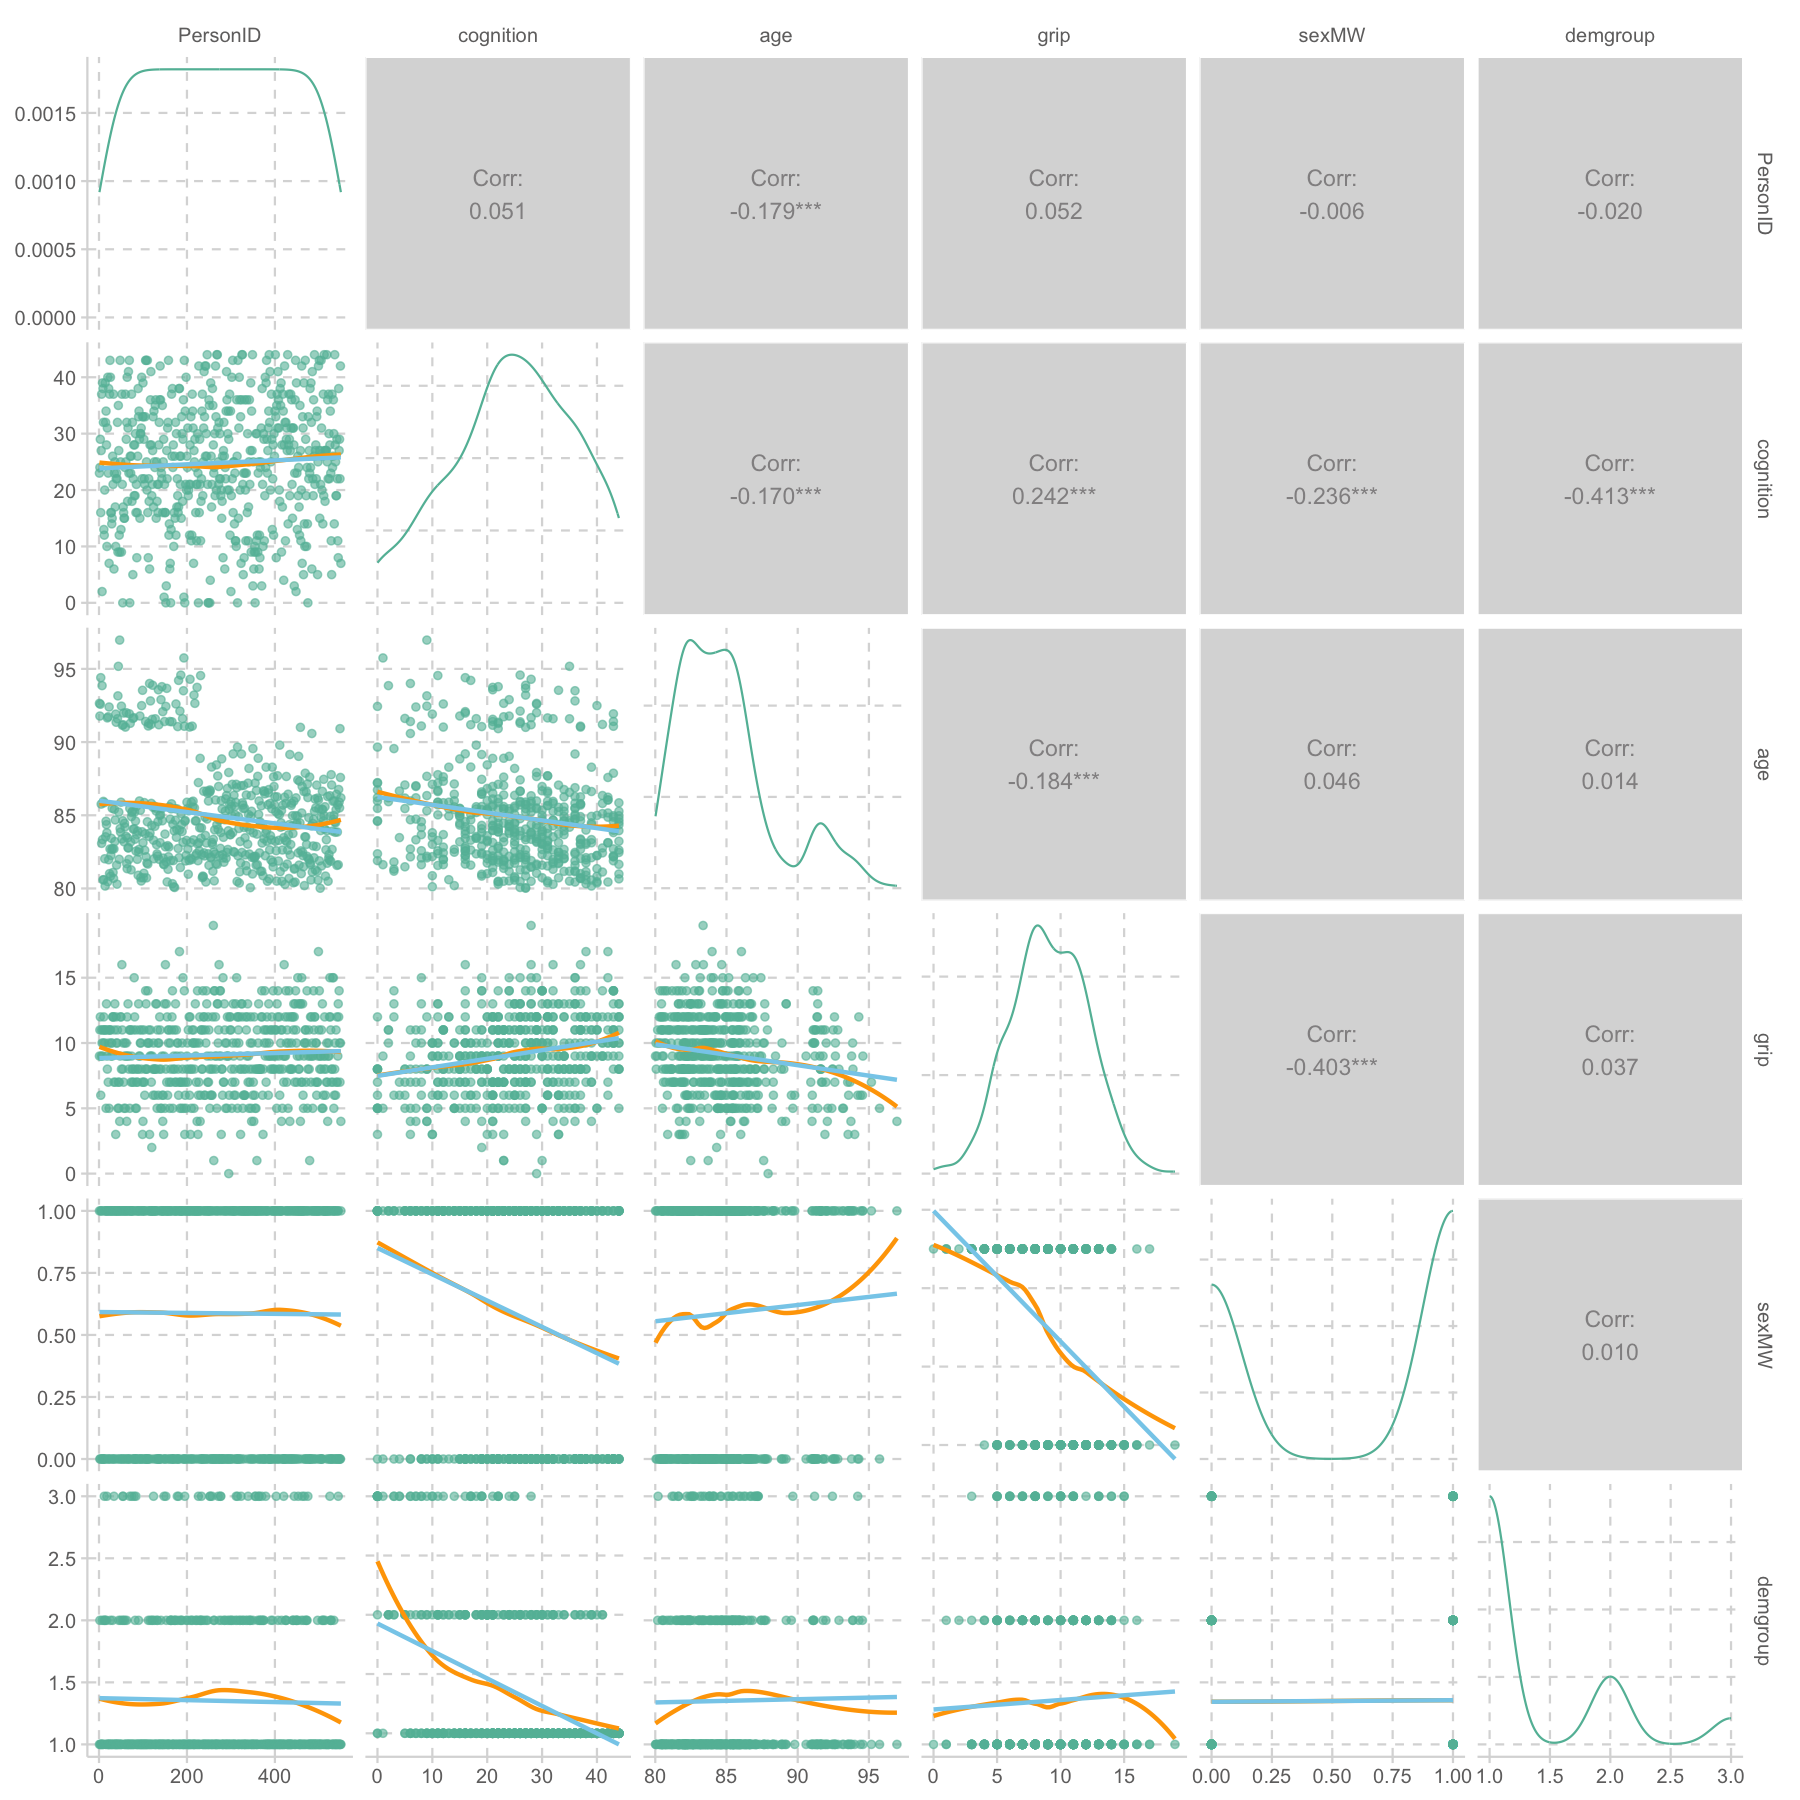 PersonID cognition age grip sexMW demgroup
0.0015
0.0010
0.0005
0.0000
Corr:
0.051
Corr:
-0.179***
Corr:
0.052
Corr:
-0.006
Corr:
-0.020
PersonID
40
30
20
10
0
Corr:
-0.170***
Corr:
0.242***
Corr:
-0.236***
Corr:
-0.413***
cognition
95
90
85
80
Corr:
-0.184***
Corr:
0.046
Corr:
0.014
age
15
10
5
0
Corr:
-0.403***
Corr:
0.037
grip
1.00
0.75
0.50
0.25
0.00
Corr:
0.010
sexMW
3.0
2.5
2.0
1.5
1.0
demgroup
0 200 400 0 10 20 30 40 80 85 90 95 0 5 10 15 0.00 0.25 0.50 0.75 1.00 1.0 1.5 2.0 2.5 3.0